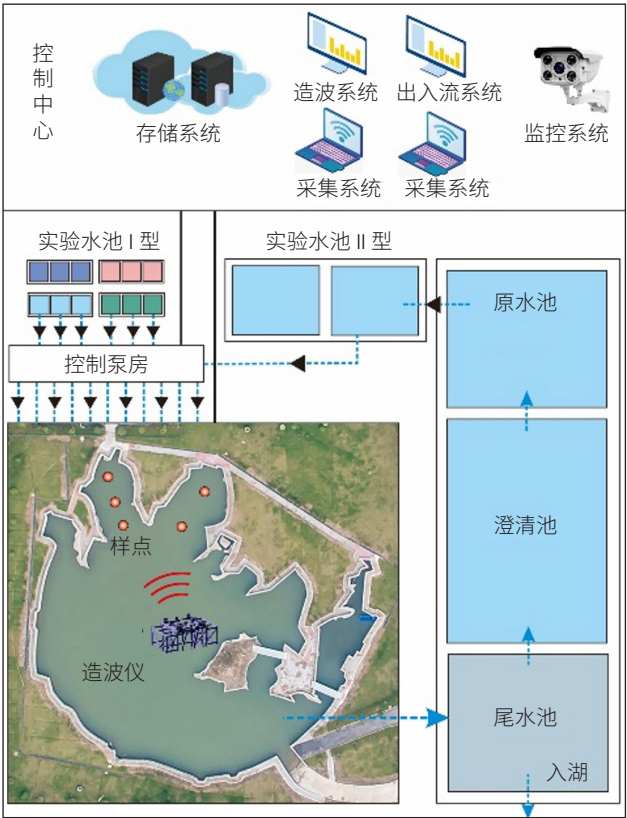 控制中心
存储系统
造波系统
出入流系统
监控系统
采集系统
采集系统
实验水池 I 型
实验水池 II 型
原水池
控制泵房
澄清池
样点
造波仪
尾水池
入湖